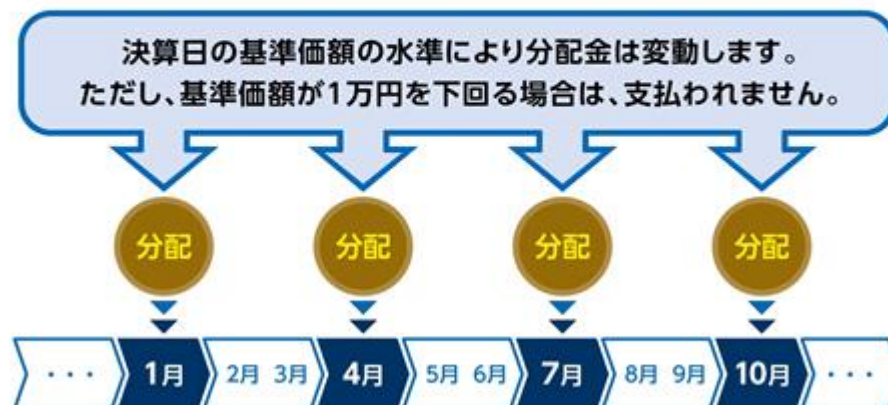 決算日の基準価額の水準により分配金は変動します。
ただし、基準価額が1万円を下回る場合は、支払われません。
分配 分配 分配 分配
・・・ 1月 2月 3月 4月 5月 6月 7月 8月 9月 10月 ・・・